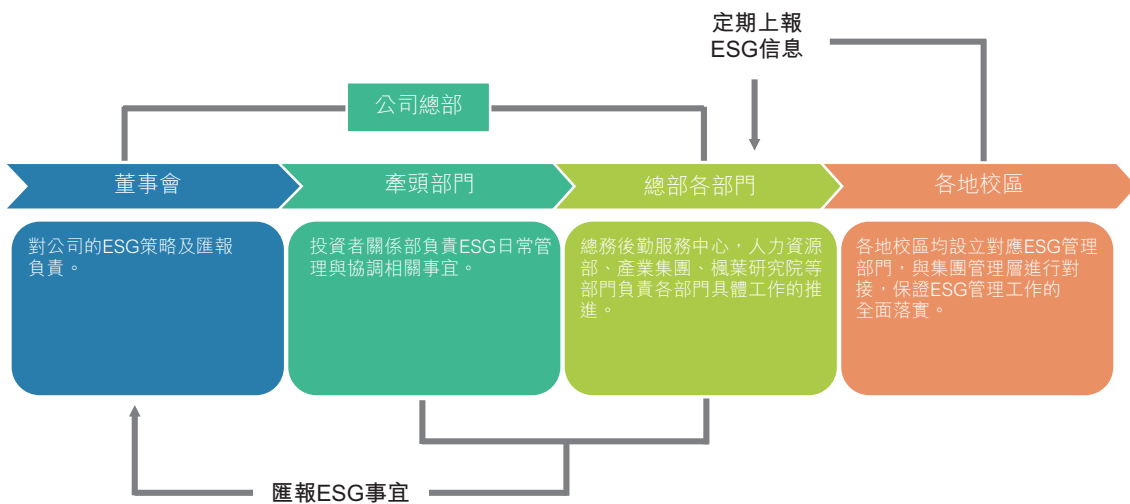 定期上報
ESG信息
公司總部
董事會
牽頭部門
總部各部門
各地校區
對公司的ESG策略及匯報
負責。
投資者關係部負責ESG日常管
理與協調相關事宜。
總務後勤服務中心，人力資源
部、產業集團、楓葉研究院等
部門負責各部門具體工作的推
進。
各地校區均設立對應ESG管理
部門，與集團管理層進行對
接，保證ESG管理工作的
全面落實。
匯報ESG事宜